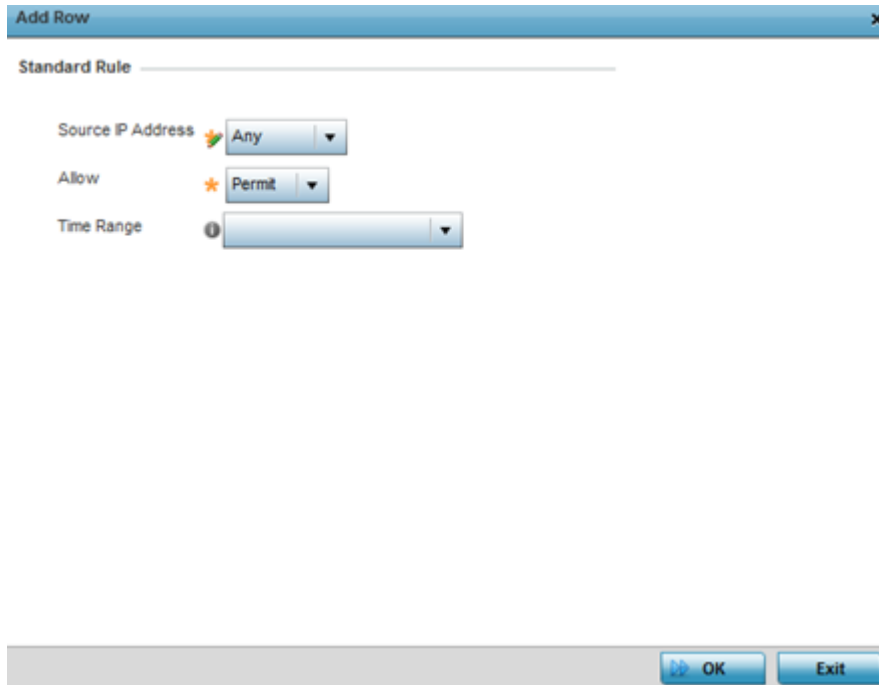 Add Row
Standard Rule
Source IP Address Any
Allow Permit
Time Range
OK Exit